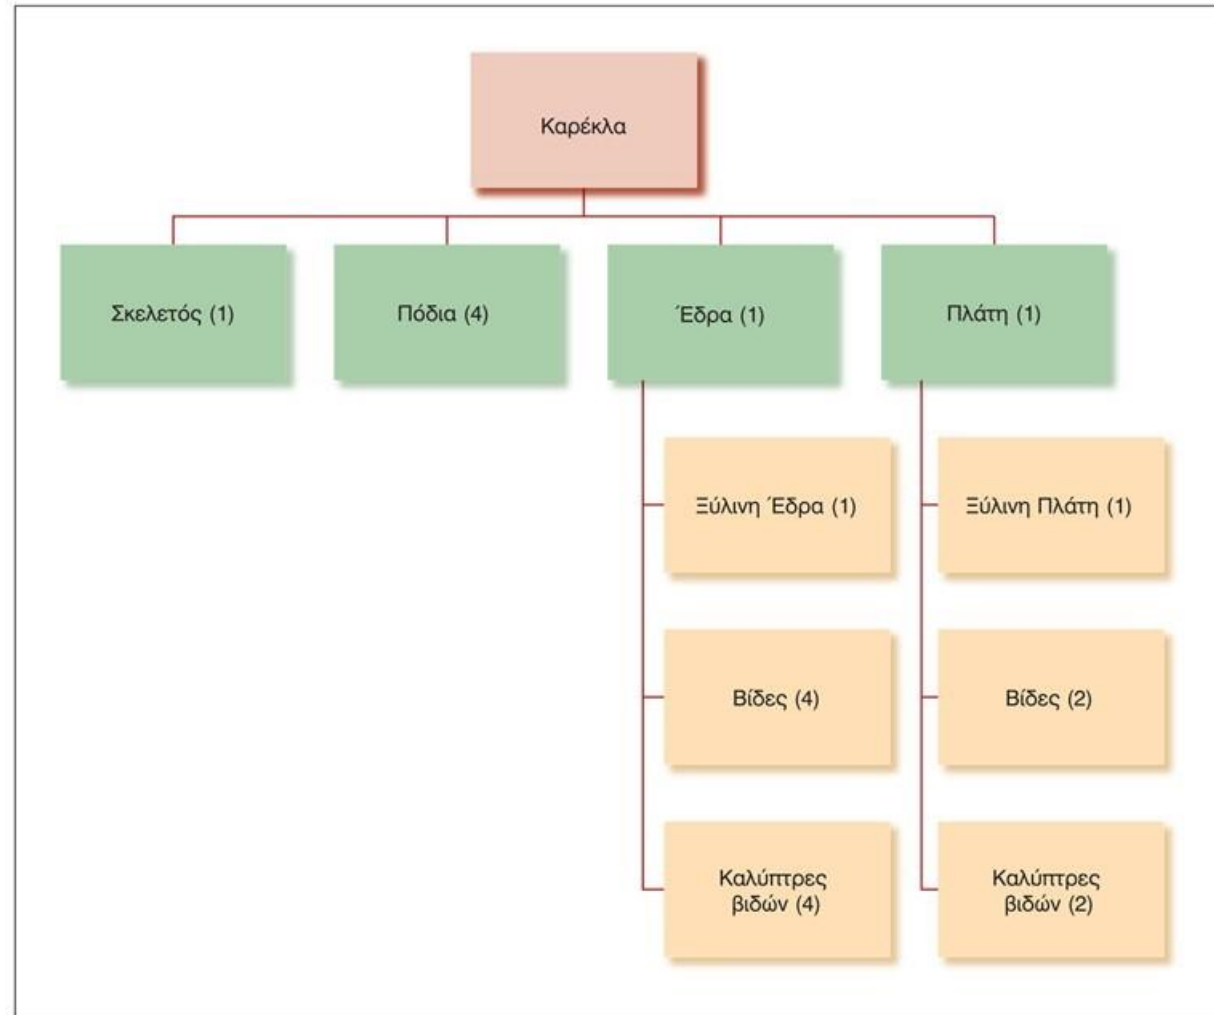 Καρέκλα
Σκελετός (1)
Πόδια (4)
Έδρα (1)
Πλάτη (1)
Ξύλινη Έδρα (1)
Ξύλινη Πλάτη (1)
Βίδες (4)
Βίδες (2)
Καλύπτρες
βιδών (4)
Καλύπτρες
βιδών (2)